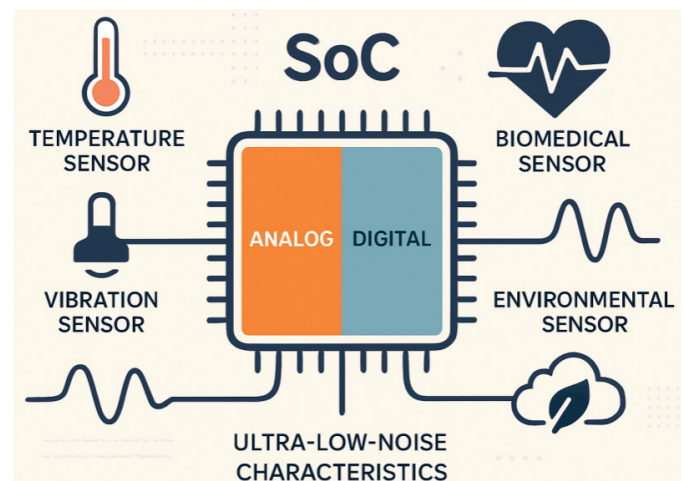 SoC
TEMPERATURE
SENSOR
BIOMEDICAL
SENSOR
ANALOG
DIGITAL
VIBRATION
SENSOR
ENVIRONMENTAL
SENSOR
ULTRA-LOW-NOISE
CHARACTERISTICS